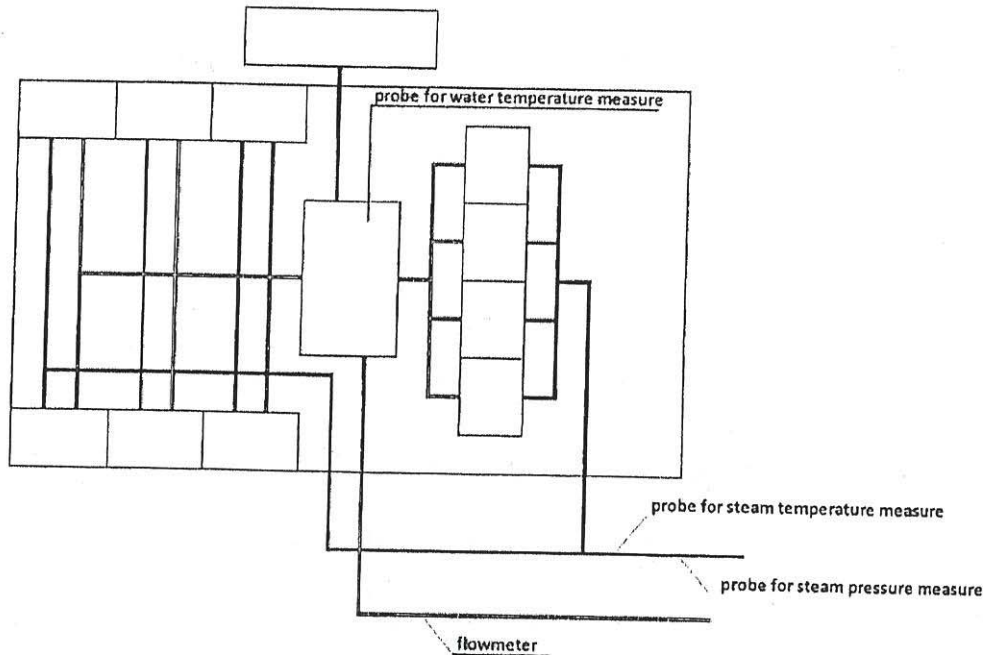 probe for water temperature measure
probe for steam temperature measure
probe for steam pressure measure
flowmeter